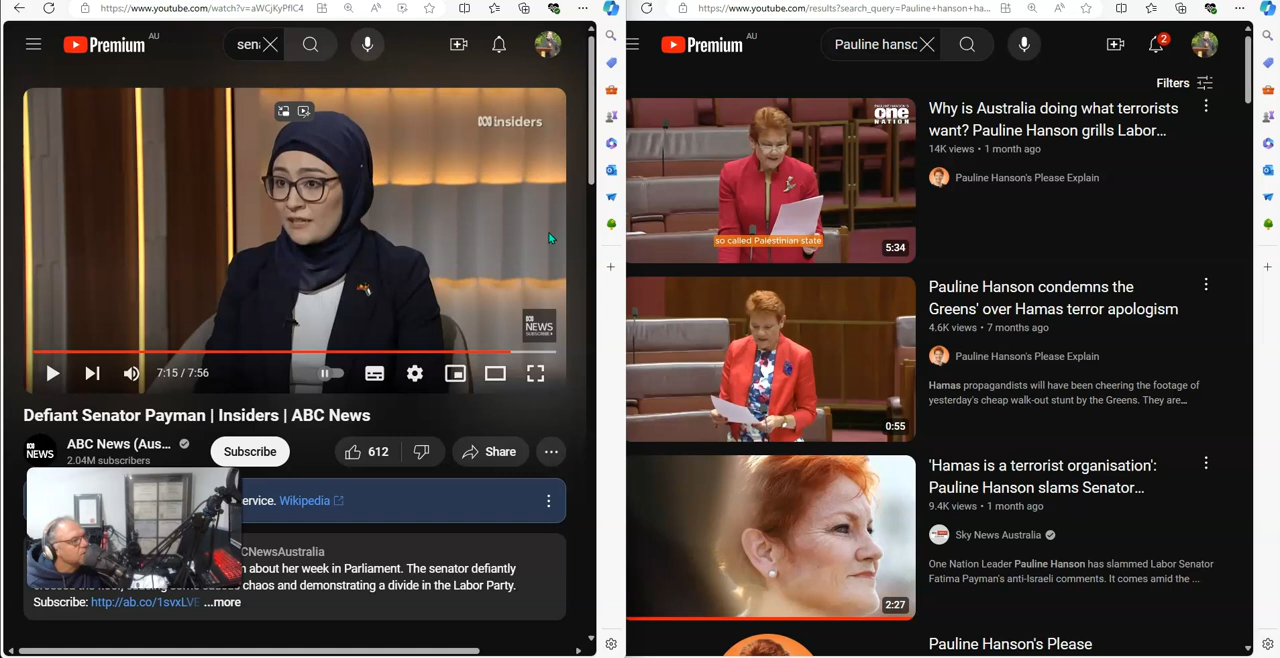 https://www.youtube.com/watch?v=aWCjKyPflC4
Premium AU
sen
insiders
NEWS
SUBSCRIBE
7:15 / 7:56
Defiant Senator Payman | Insiders | ABC News
NEWS
ABC News (Aus...
2.04M subscribers
Subscribe
612
Share
ervice. Wikipedia
CNewsAustralia
about her week in Parliament. The senator defiantly
chaos and demonstrating a divide in the Labor Party.
Subscribe: http://ab.co/1svxLVE ...more
https://www.youtube.com/results?search_query=Pauline+hanson+ha...
Premium AU
Pauline hansc
2
Filters
PAULINE HANSON'S
one
NATION
so called Palestinian state
5:34
Why is Australia doing what terrorists
want? Pauline Hanson grills Labor...
14K views • 1 month ago
Pauline Hanson's Please Explain
0:55
Pauline Hanson condemns the
Greens' over Hamas terror apologism
4.6K views • 7 months ago
Pauline Hanson's Please Explain
Hamas propagandists will have been cheering the footage of
yesterday's cheap walk-out stunt by the Greens. They are...
2:27
'Hamas is a terrorist organisation':
Pauline Hanson slams Senator...
9.4K views • 1 month ago
Sky News Australia
One Nation Leader Pauline Hanson has slammed Labor Senator
Fatima Payman's anti-Israeli comments. It comes amid the ...
Pauline Hanson's Please